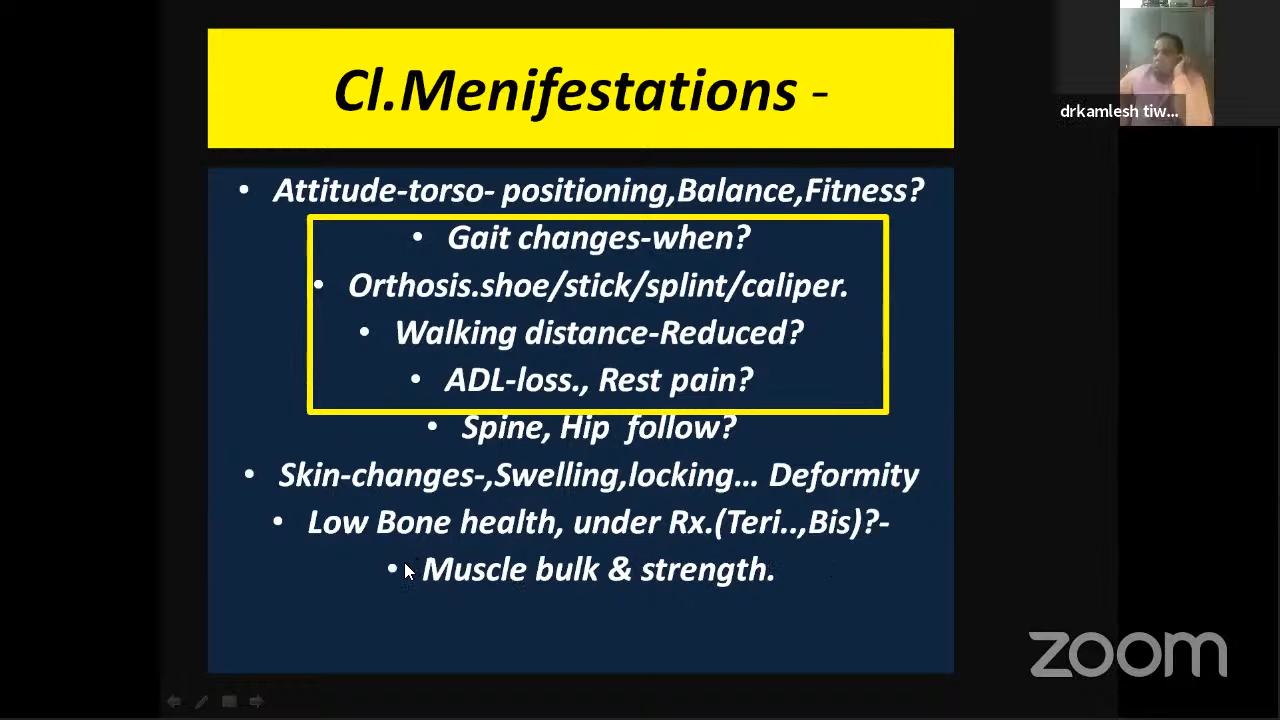 Cl.Menifestations -
drkamlesh tiw...
• Attitude-torso- positioning,Balance,Fitness?
• Gait changes-when?
• Orthosis.shoe/stick/splint/caliper.
• Walking distance-Reduced?
• ADL-loss., Rest pain?
• Spine, Hip follow?
• Skin-changes-,Swelling,locking... Deformity
• Low Bone health, under Rx.(Teri..,Bis)?-
• Muscle bulk & strength.
zoom